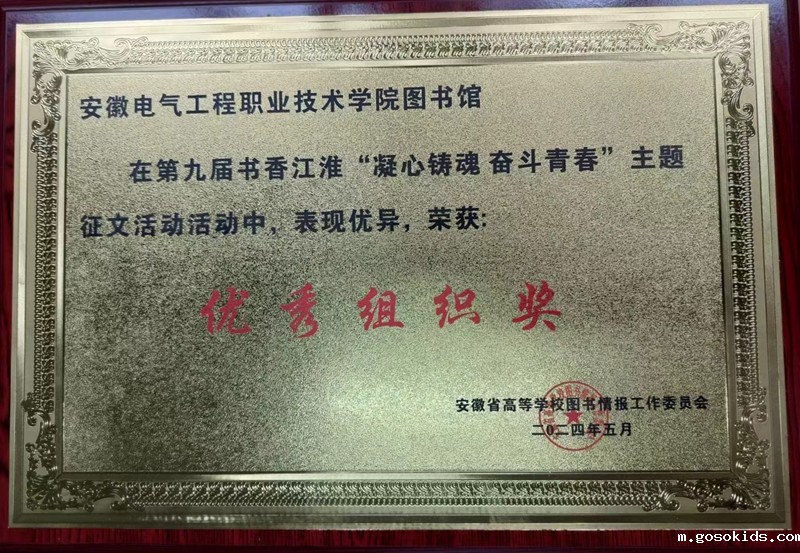 安徽电气工程职业技术学院图书馆
在第九届书香江淮“凝心铸魂 奋斗青春”主题
征文活动活动中，表现优异，荣获：
优秀组织奖
安徽省高等学校图书情报工作委员会
二〇二四年五月
m.gosokids.com